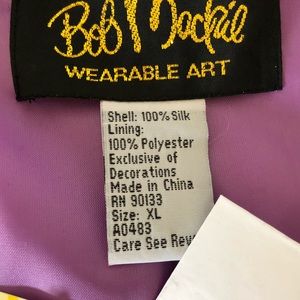 Bob Mackie
WEARABLE ART
Shell: 100% Silk
Lining:
100% Polyester
Exclusive of
Decorations
Made in China
RN 90133
Size: XL
A0483
Care See Rev